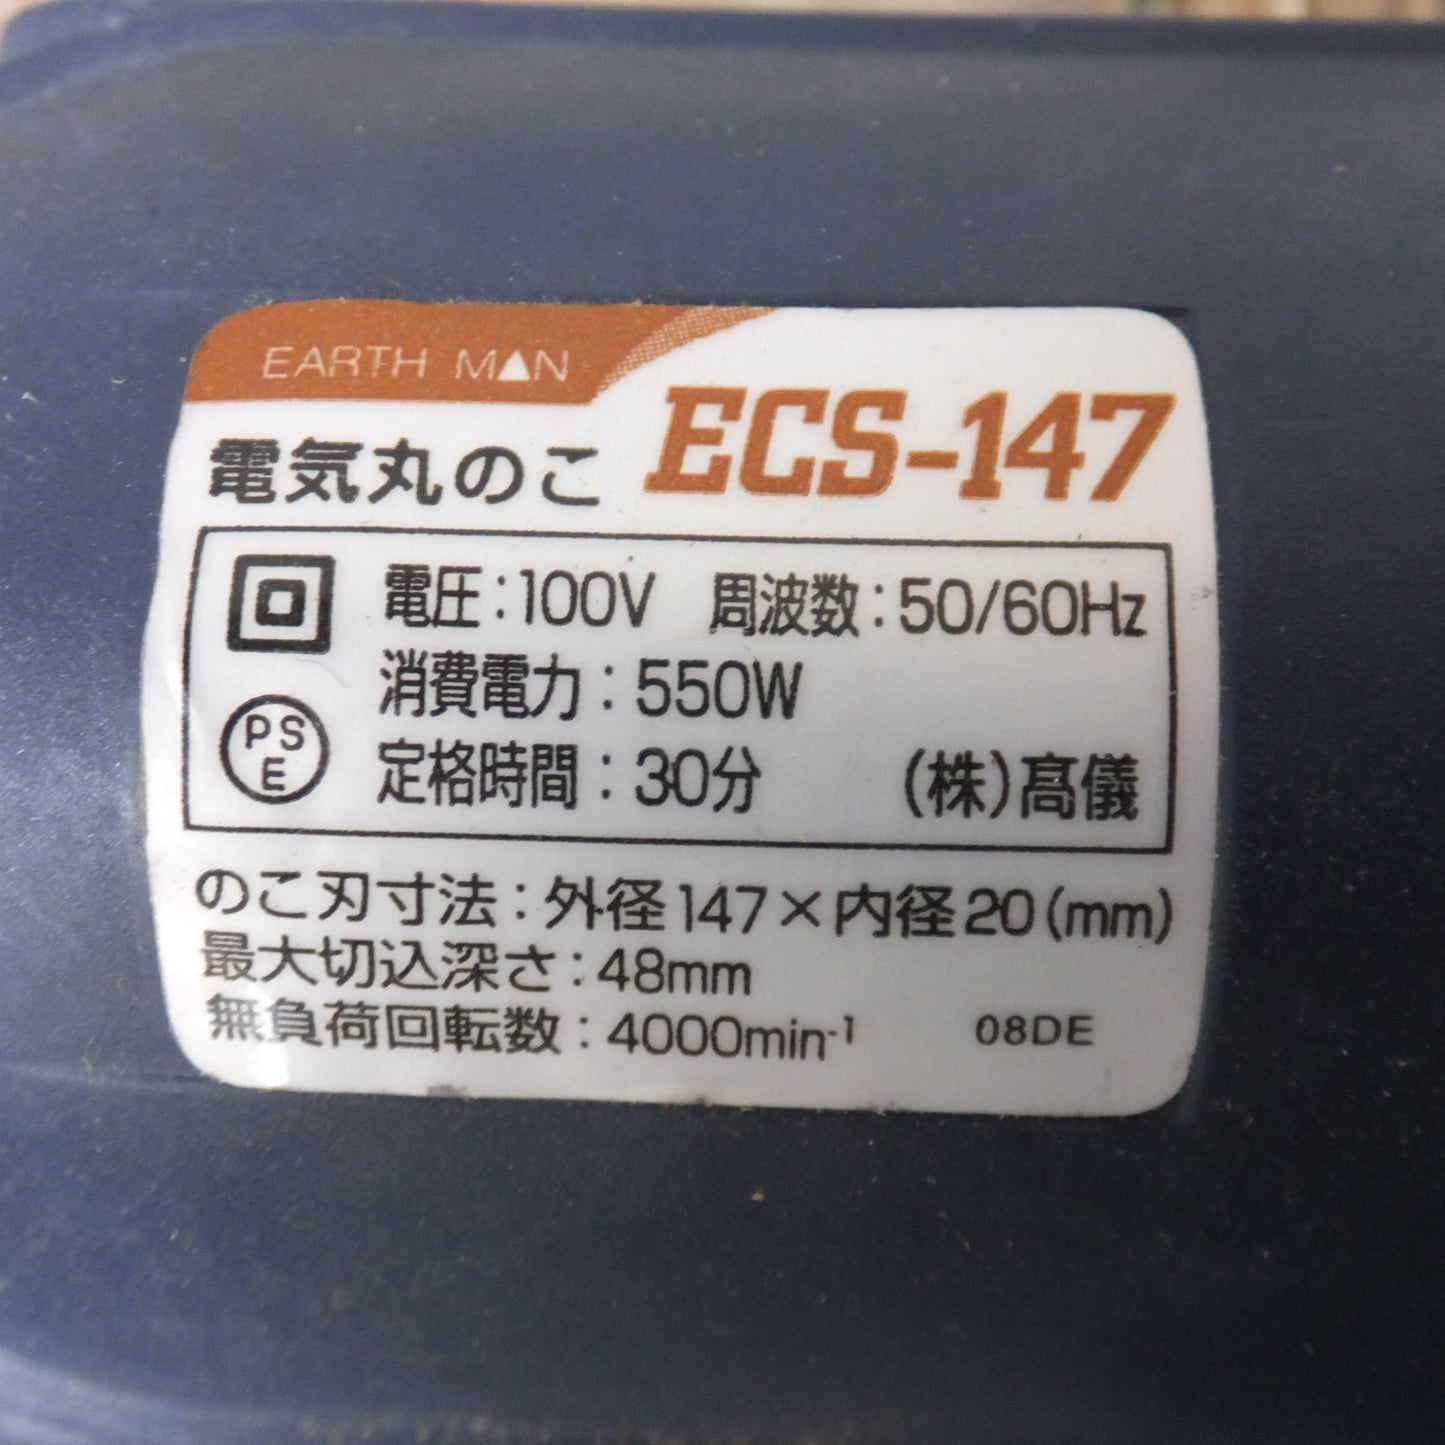 EARTH MAN
電気丸のこ ECS-147
電圧:100V 周波数:50/60Hz
消費電力:550W
PS
E
定格時間:30分 (株)髙儀
のこ刃寸法:外径147×内径20(mm)
最大切込深さ:48mm
無負荷回転数:4000min⁻¹ 08DE